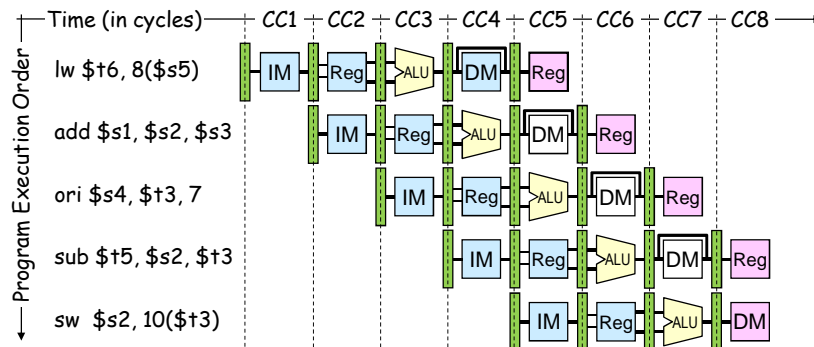 Time (in cycles) CC1 CC2 CC3 CC4 CC5 CC6 CC7 CC8
Program Execution Order
lw $t6, 8($s5) IM Reg ALU DM Reg
add $s1, $s2, $s3 IM Reg ALU DM Reg
ori $s4, $t3, 7 IM Reg ALU DM Reg
sub $t5, $s2, $t3 IM Reg ALU DM Reg
sw $s2, 10($t3) IM Reg ALU DM